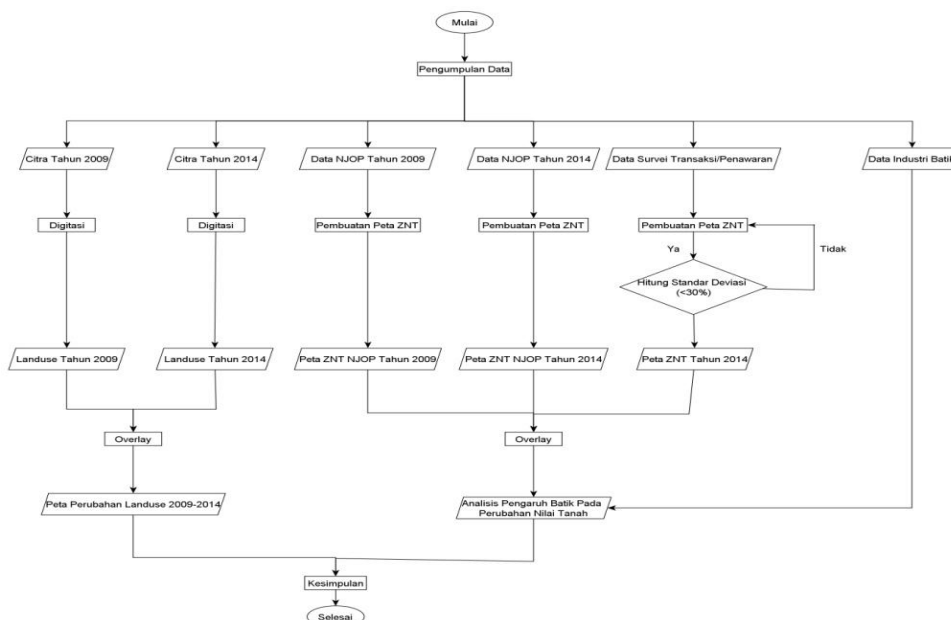 Mulai
Pengumpulan Data
Citra Tahun 2009
Citra Tahun 2014
Data NJOP Tahun 2009
Data NJOP Tahun 2014
Data Survei Transaksi/Penawaran
Data Industri Batik
Digitasi
Digitasi
Pembuatan Peta ZNT
Pembuatan Peta ZNT
Pembuatan Peta ZNT
Ya
Tidak
Hitung Standar Deviasi
(<30%)
Landuse Tahun 2009
Landuse Tahun 2014
Peta ZNT NJOP Tahun 2009
Peta ZNT NJOP Tahun 2014
Peta ZNT Tahun 2014
Overlay
Overlay
Peta Perubahan Landuse 2009-2014
Analisis Pengaruh Batik Pada
Perubahan Nilai Tanah
Kesimpulan
Selesai